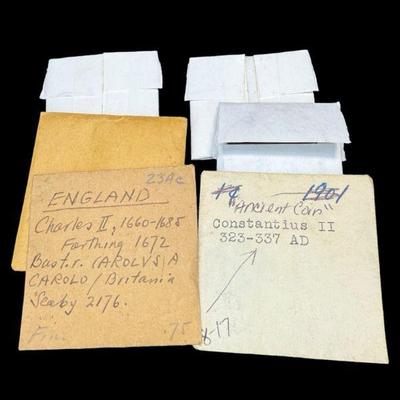 23Ac
ENGLAND
Charles II, 1660-1685
Farthing 1672
Bust.r. CAROLVS A
CAROLO / Britania
Seaby 2176.
Fin. .75
1901
"Ancient Coin"
Constantius II
323-337 AD
8-17